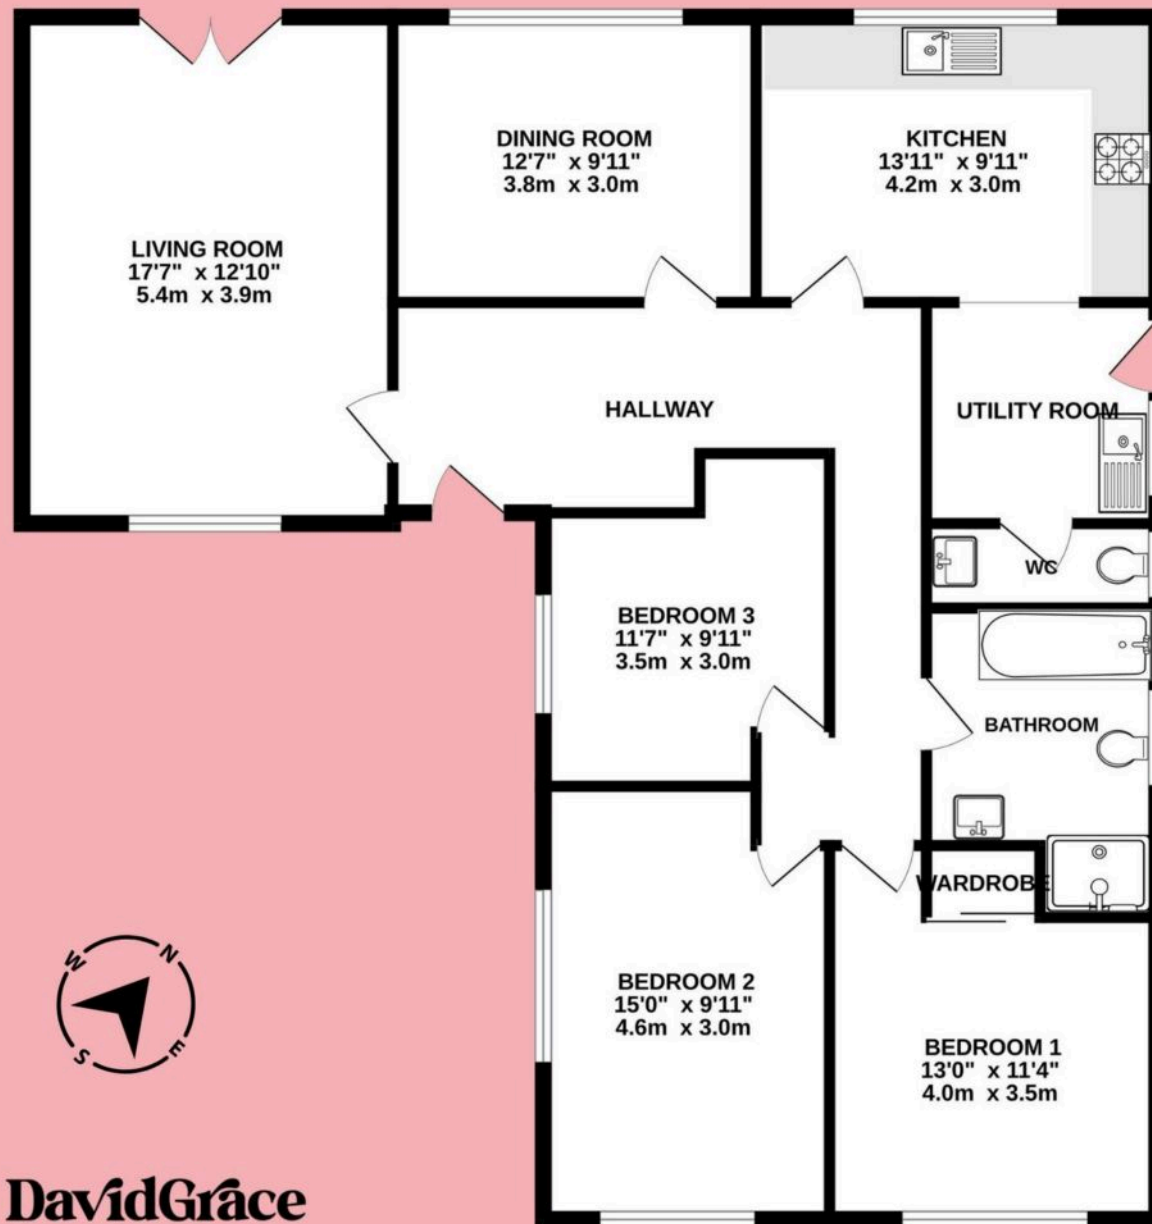 DINING ROOM
12'7" x 9'11"
3.8m x 3.0m
KITCHEN
13'11" x 9'11"
4.2m x 3.0m
LIVING ROOM
17'7" x 12'10"
5.4m x 3.9m
HALLWAY
UTILITY ROOM
WC
BEDROOM 3
11'7" x 9'11"
3.5m x 3.0m
BATHROOM
WARDROBE
BEDROOM 2
15'0" x 9'11"
4.6m x 3.0m
BEDROOM 1
13'0" x 11'4"
4.0m x 3.5m
W
N
S
E
DavidGrace